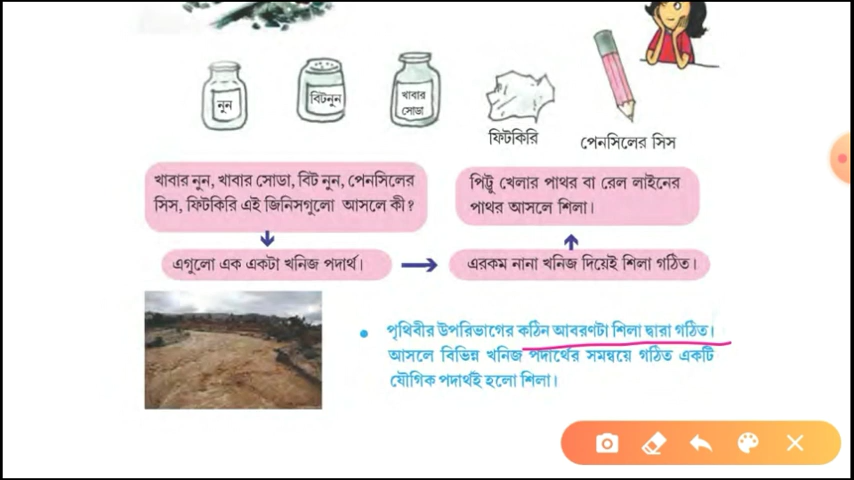 নুন
বিটনুন
খাবার
সোডা
ফিটকিরি
পেনসিলের সিস
খাবার নুন, খাবার সোডা, বিট নুন, পেনসিলের
সিস, ফিটকিরি এই জিনিসগুলো আসলে কী?
পিট্টু খেলার পাথর বা রেল লাইনের
পাথর আসলে শিলা।
এগুলো এক একটা খনিজ পদার্থ।
এরকম নানা খনিজ দিয়েই শিলা গঠিত।
পৃথিবীর উপরিভাগের কঠিন আবরণটা শিলা দ্বারা গঠিত।
আসলে বিভিন্ন খনিজ পদার্থের সমন্বয়ে গঠিত একটি
যৌগিক পদার্থই হলো শিলা।